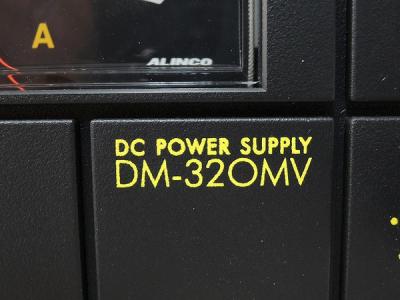 A
ALINCO
DC POWER SUPPLY
DM-320MV